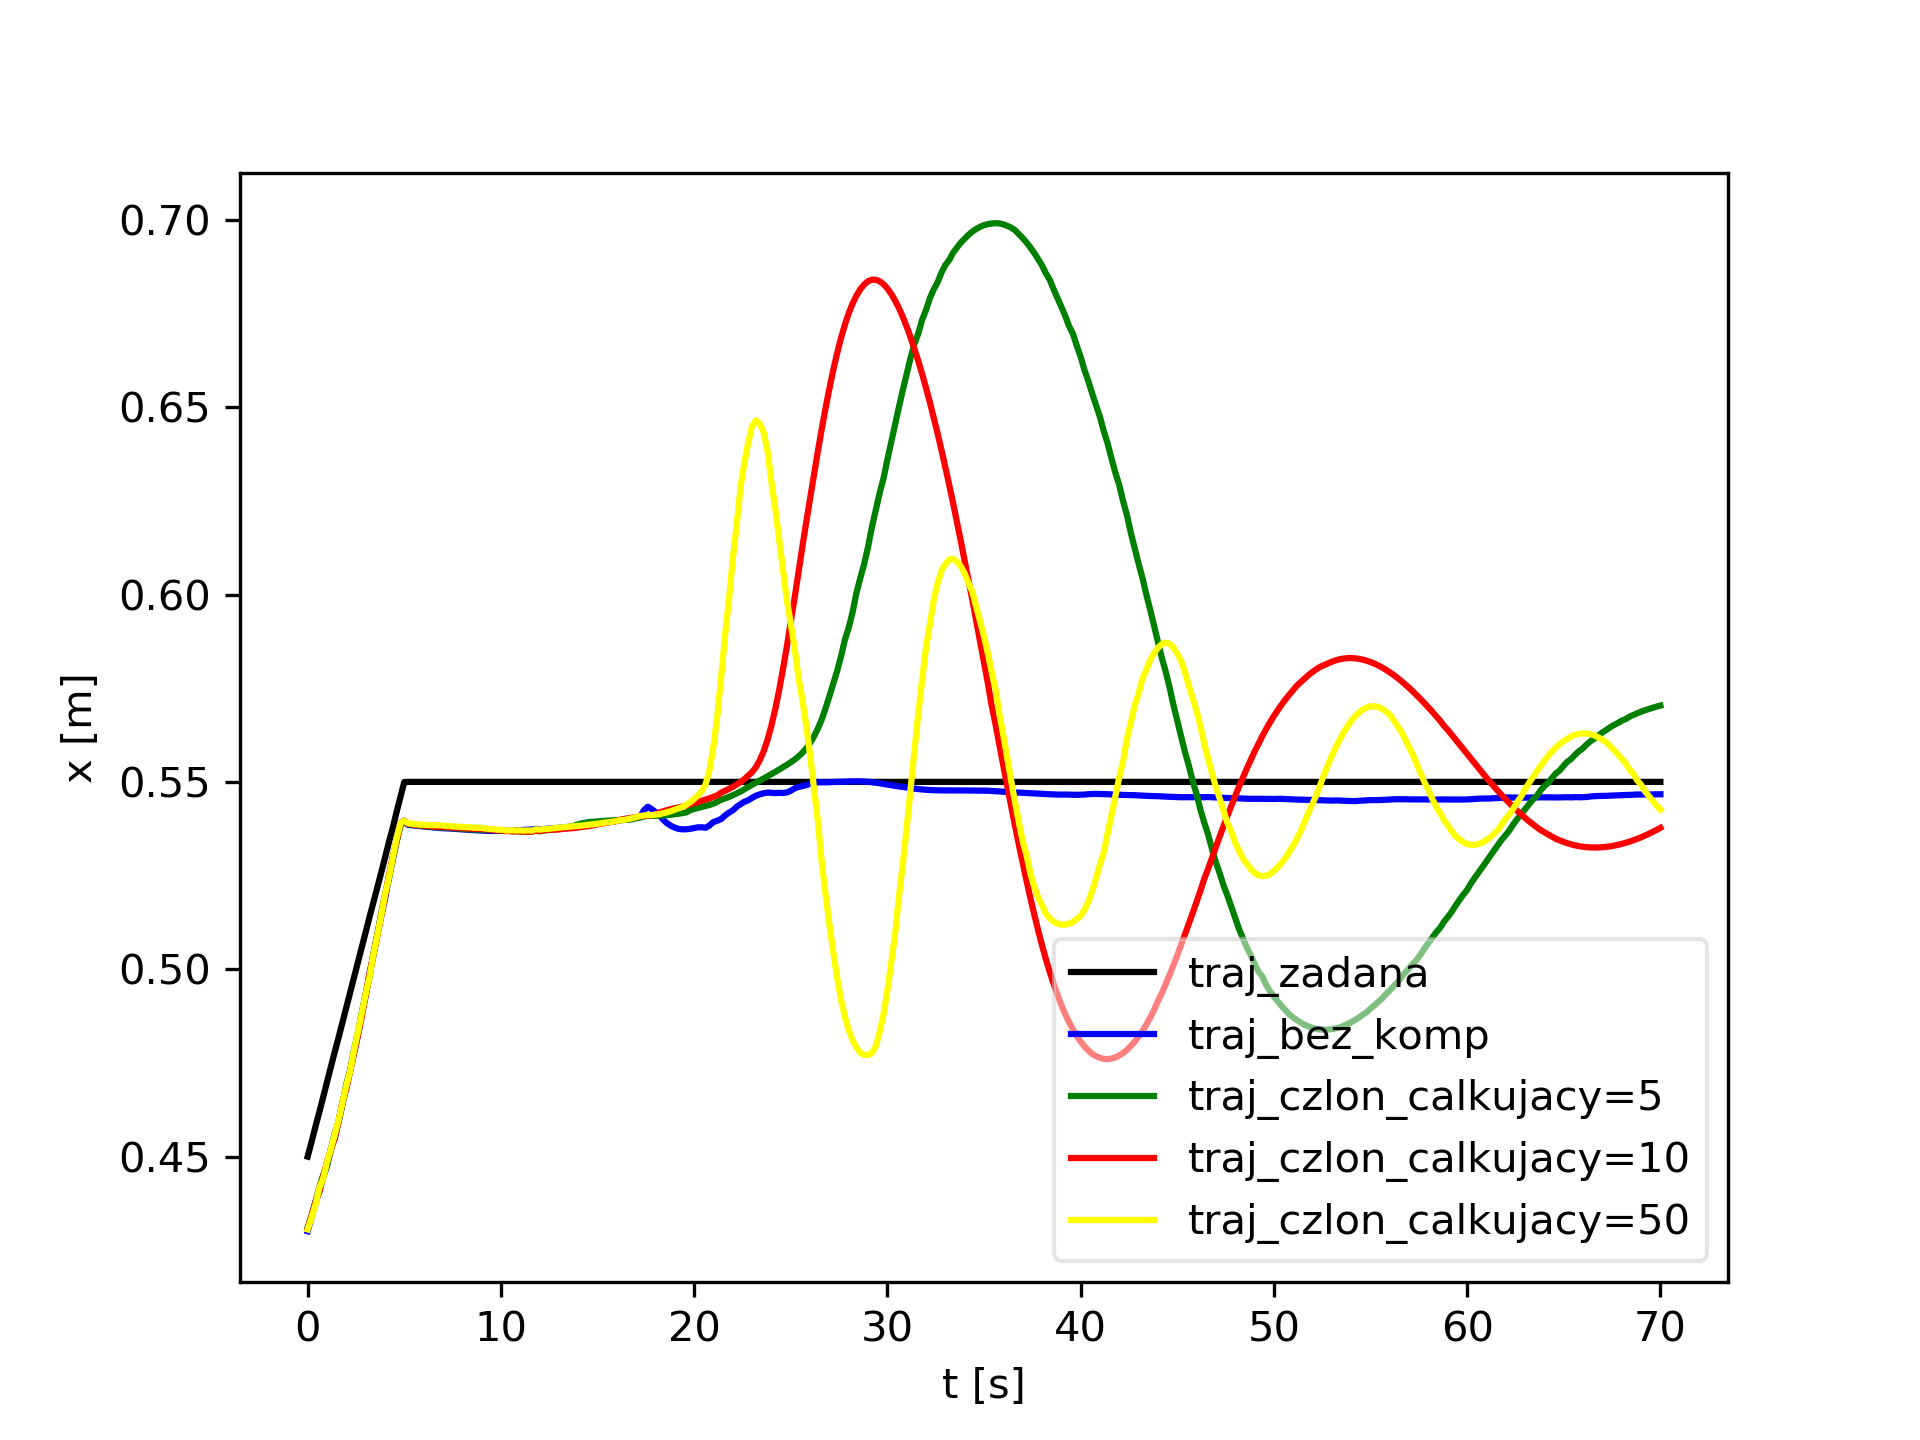 0.70
0.65
0.60
0.55
0.50
0.45
x [m]
0 10 20 30 40 50 60 70
t [s]
traj_zadana
traj_bez_komp
traj_czlon_calkujacy=5
traj_czlon_calkujacy=10
traj_czlon_calkujacy=50